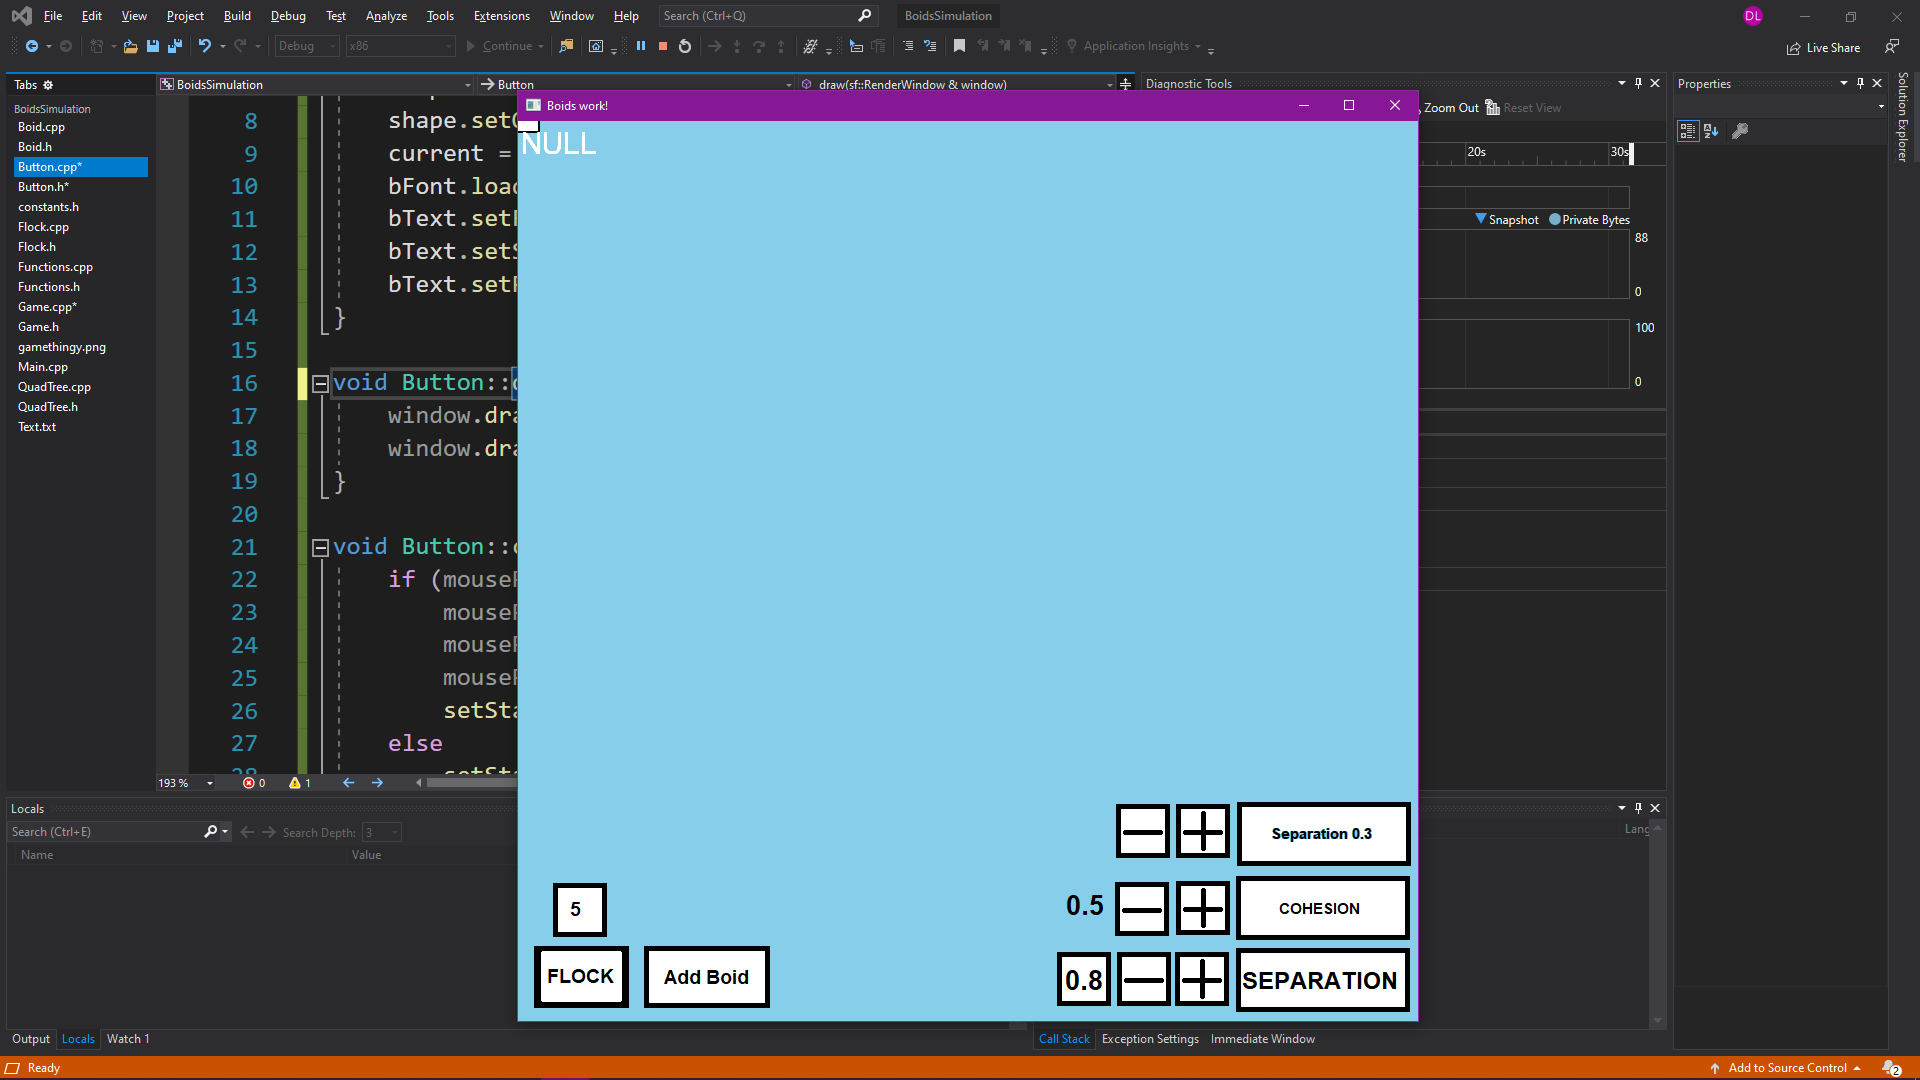 File Edit View Project Build Debug Test Analyze Tools Extensions Window Help Search (Ctrl+Q) BoidsSimulation DL
Debug x86 Continue Application Insights Live Share
Tabs
BoidsSimulation Button draw(sf::RenderWindow & window)
Diagnostic Tools
Properties
Solution Explorer
BoidsSimulation
Boid.cpp
Boid.h
Button.cpp*
Button.h*
constants.h
Flock.cpp
Flock.h
Functions.cpp
Functions.h
Game.cpp*
Game.h
gamethingy.png
Main.cpp
QuadTree.cpp
QuadTree.h
Text.txt
8 shape.set
9 current =
10 bFont.loa
11 bText.set
12 bText.set
13 bText.set
14 }
15
16 void Button::
17 window.dra
18 window.dra
19 }
20
21 void Button::
22 if (mouse
23 mouse
24 mouse
25 mouse
26 setSta
27 else
28 setSt
193 % 0 1
Boids work!
NULL
Separation 0.3
0.5 COHESION
5
0.8 SEPARATION
FLOCK Add Boid
Zoom Out Reset View
20s 30s
Snapshot Private Bytes
88
0
100
0
Locals
Search (Ctrl+E) Search Depth: 3
Name Value
Lang
Output Locals Watch 1
Call Stack Exception Settings Immediate Window
Ready Add to Source Control 2